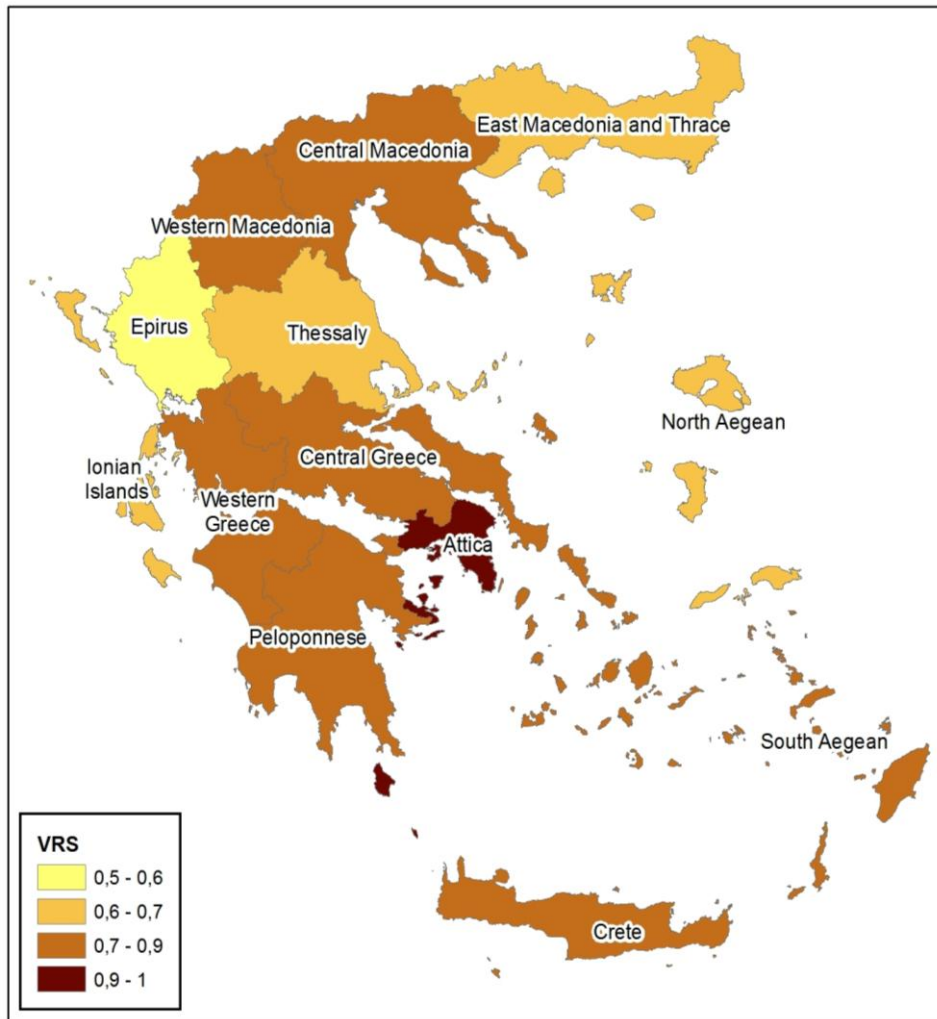 East Macedonia and Thrace
Central Macedonia
Western Macedonia
Epirus
Thessaly
North Aegean
Central Greece
Ionian
Islands
Western
Greece
Attica
Peloponnese
South Aegean
Crete
VRS
0,5 - 0,6
0,6 - 0,7
0,7 - 0,9
0,9 - 1